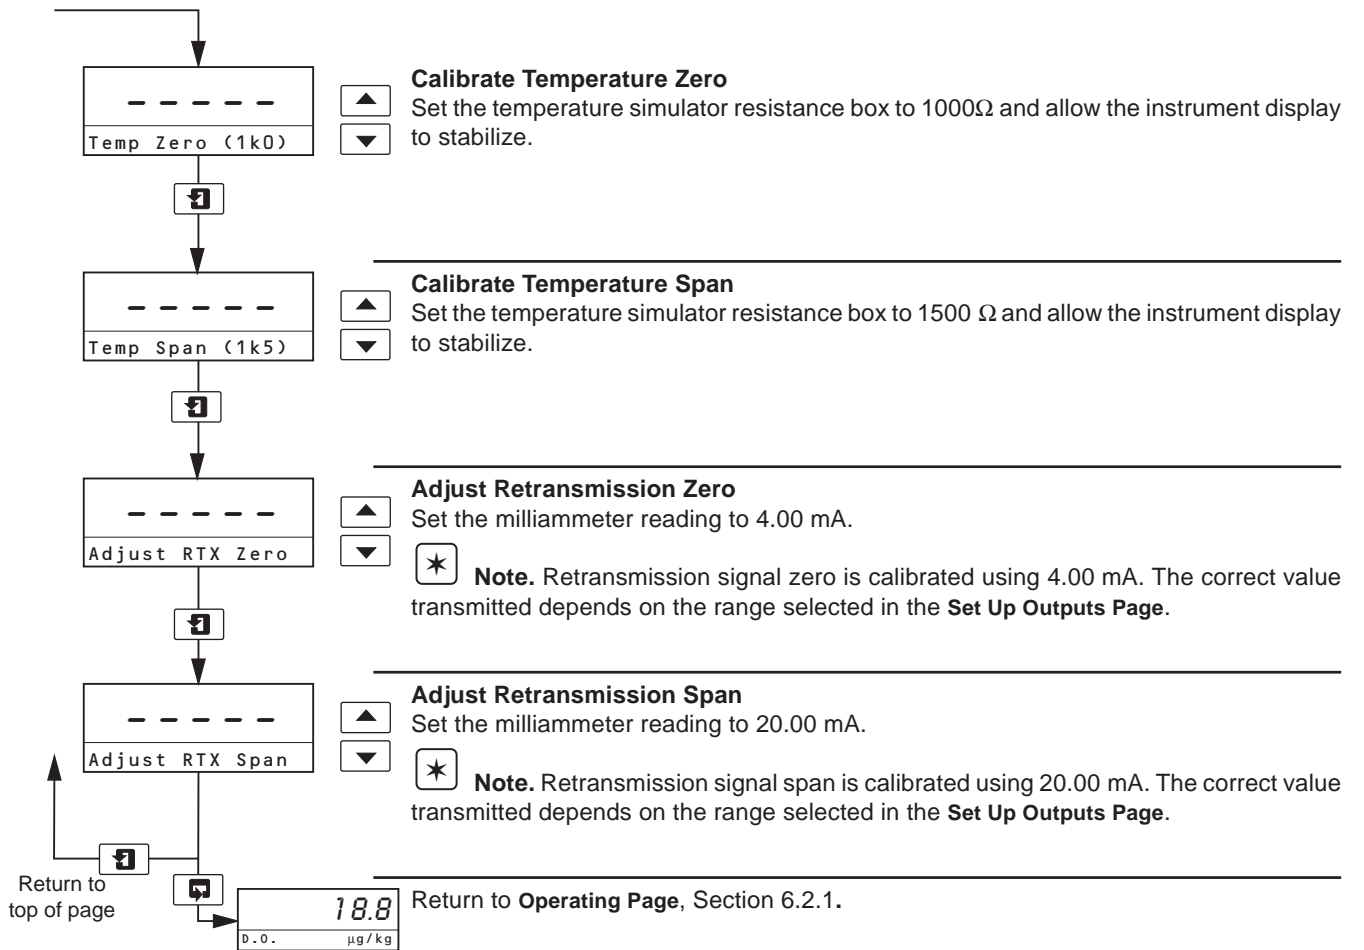 – – – – –
Temp Zero (1k0)
Calibrate Temperature Zero
Set the temperature simulator resistance box to 1000Ω and allow the instrument display
to stabilize.
– – – – –
Temp Span (1k5)
Calibrate Temperature Span
Set the temperature simulator resistance box to 1500 Ω and allow the instrument display
to stabilize.
– – – – –
Adjust RTX Zero
Adjust Retransmission Zero
Set the milliammeter reading to 4.00 mA.
Note. Retransmission signal zero is calibrated using 4.00 mA. The correct value
transmitted depends on the range selected in the Set Up Outputs Page.
– – – – –
Adjust RTX Span
Adjust Retransmission Span
Set the milliammeter reading to 20.00 mA.
Note. Retransmission signal span is calibrated using 20.00 mA. The correct value
transmitted depends on the range selected in the Set Up Outputs Page.
Return to
top of page
18.8
D.O. µg/kg
Return to Operating Page, Section 6.2.1.